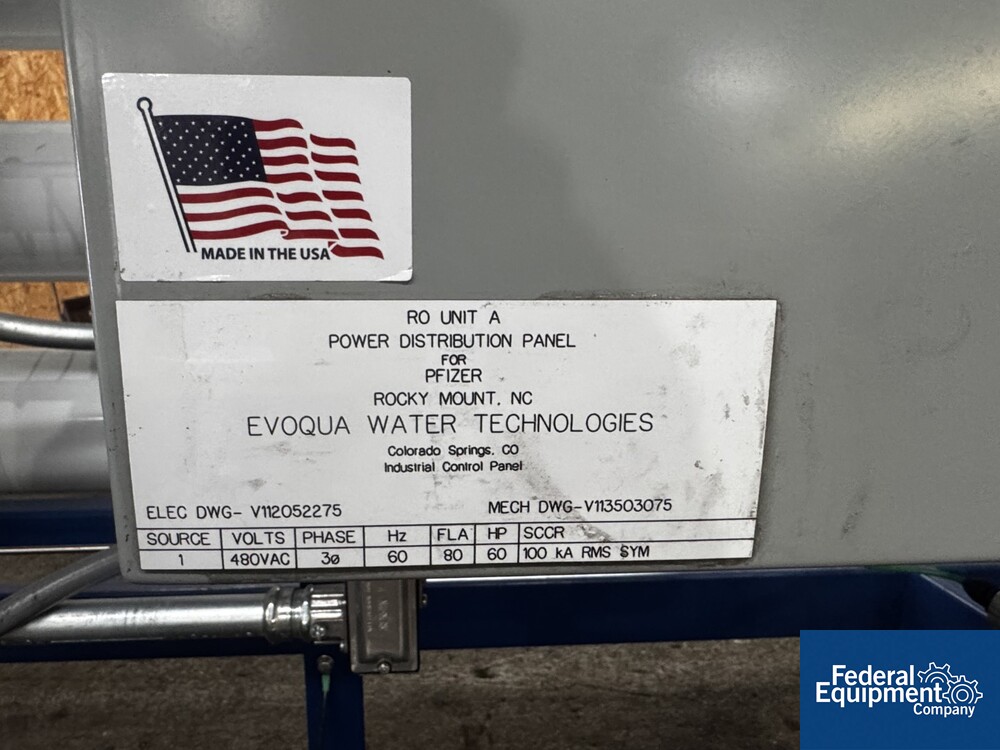 MADE IN THE USA
RO UNIT A
POWER DISTRIBUTION PANEL
FOR
PFIZER
ROCKY MOUNT, NC
EVOQUA WATER TECHNOLOGIES
Colorado Springs, CO
Industrial Control Panel
ELEC DWG- V112052275 MECH DWG-V113503075
SOURCE VOLTS PHASE Hz FLA HP SCCR
1 480VAC 3ø 60 80 60 100 kA RMS SYM
Federal
Equipment
Company